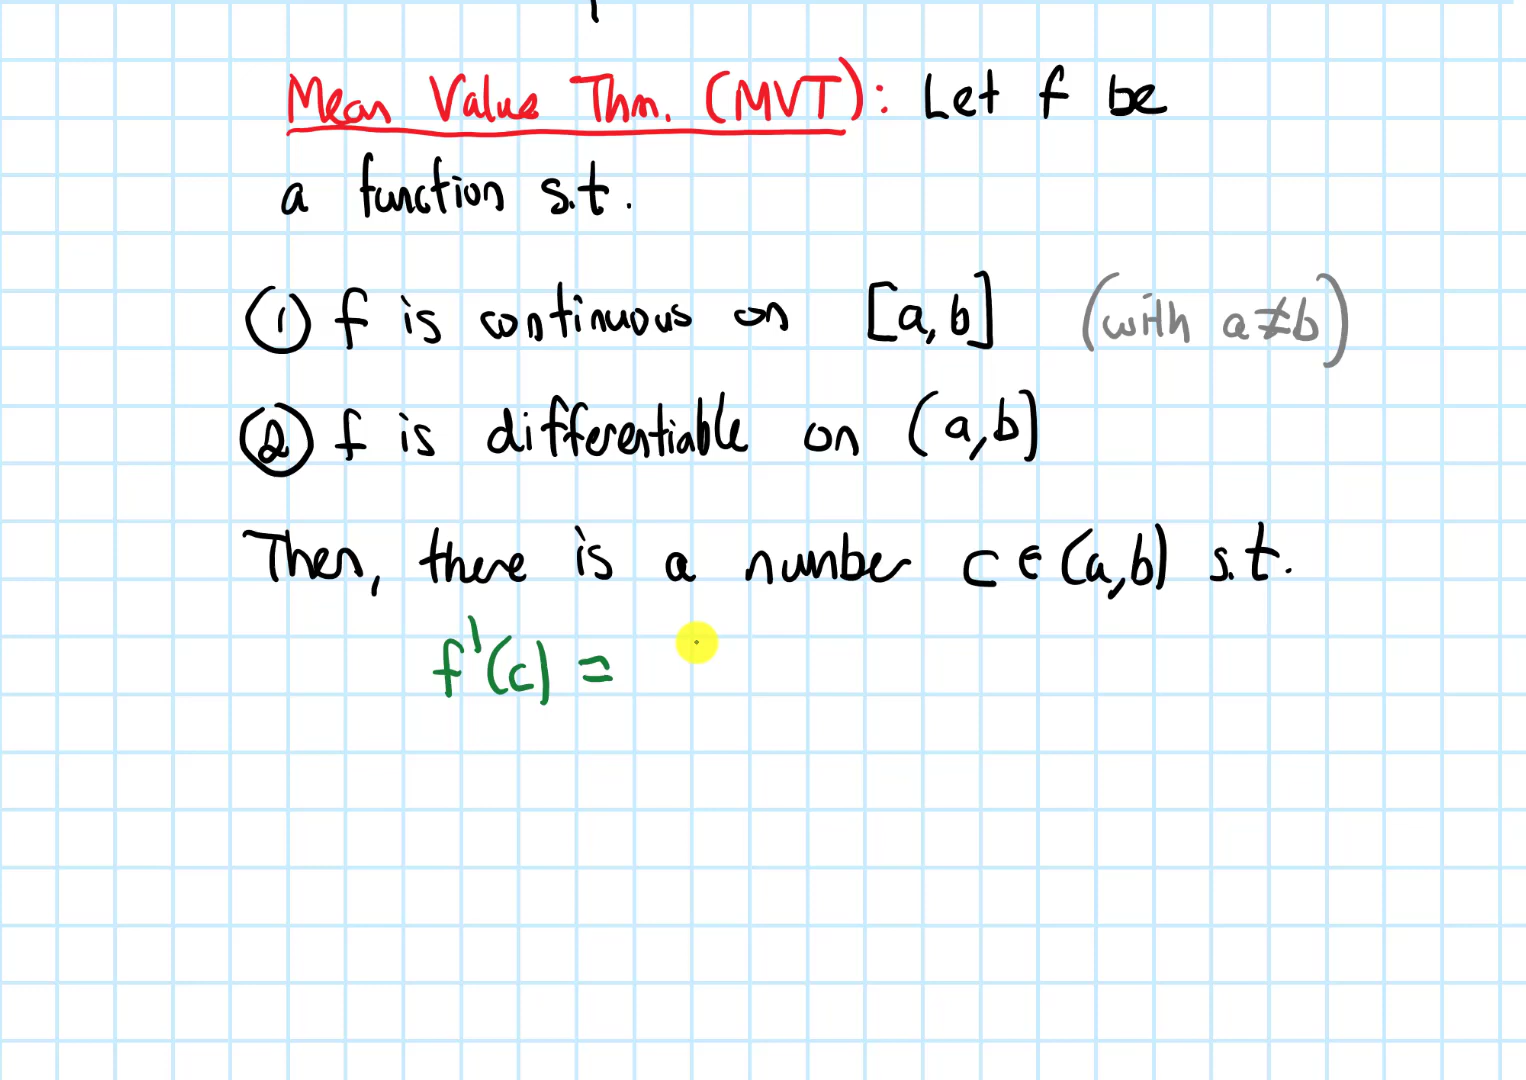 Mean Value Thm. (MVT): Let f be
a function s.t.
① f is continuous on [a,b] (with a≠b)
② f is differentiable on (a,b]
Then, there is a number c ∈ (a,b) s.t.
f'(c) =